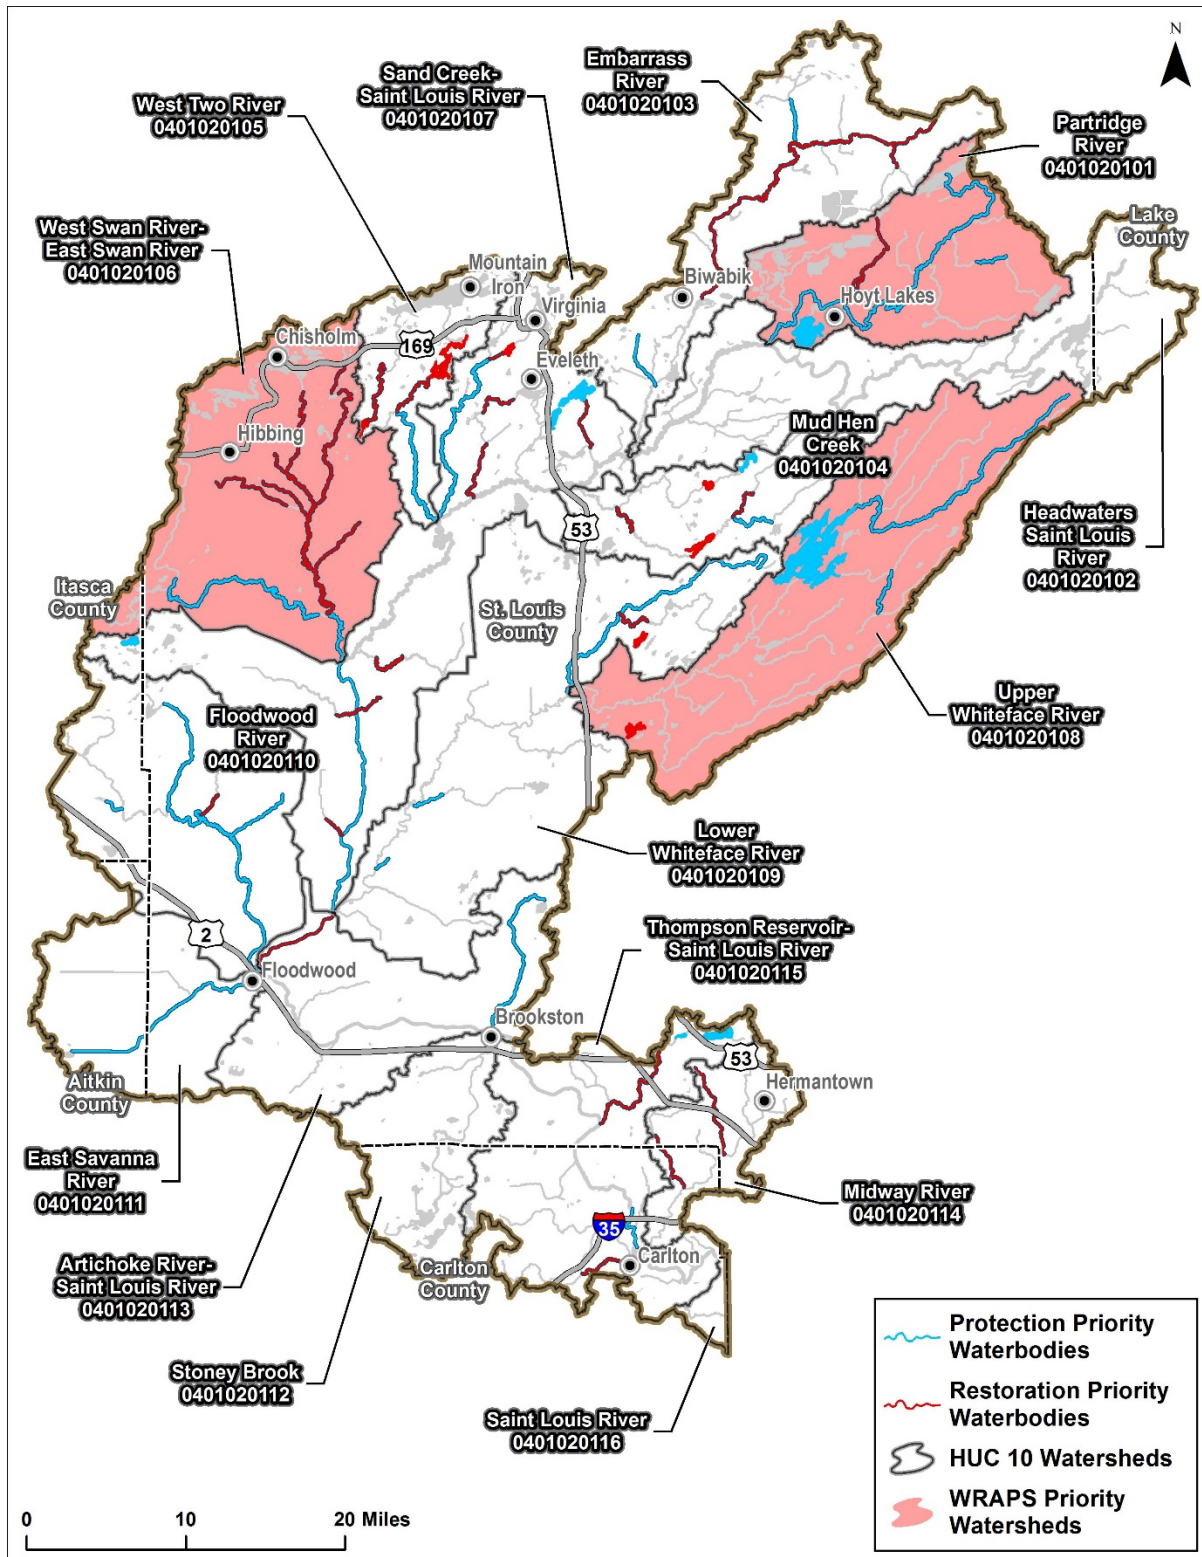 N
Embarrass
River
0401020103
Sand Creek-
Saint Louis River
0401020107
West Two River
0401020105
Partridge
River
0401020101
West Swan River-
East Swan River
0401020106
Lake
County
Mountain
Iron
Biwabik
Virginia
Hoyt Lakes
Chisholm
169
Eveleth
Mud Hen
Creek
0401020104
Hibbing
53
Headwaters
Saint Louis
River
0401020102
Itasca
County
St. Louis
County
Upper
Whiteface River
0401020108
Floodwood
River
0401020110
Lower
Whiteface River
0401020109
2
Thompson Reservoir-
Saint Louis River
0401020115
Floodwood
Brookston
53
Hermantown
Aitkin
County
East Savanna
River
0401020111
Midway River
0401020114
35
Carlton
Artichoke River-
Saint Louis River
0401020113
Carlton
County
Stoney Brook
0401020112
Saint Louis River
0401020116
Protection Priority
Waterbodies
Restoration Priority
Waterbodies
HUC 10 Watersheds
WRAPS Priority
Watersheds
0 10 20 Miles